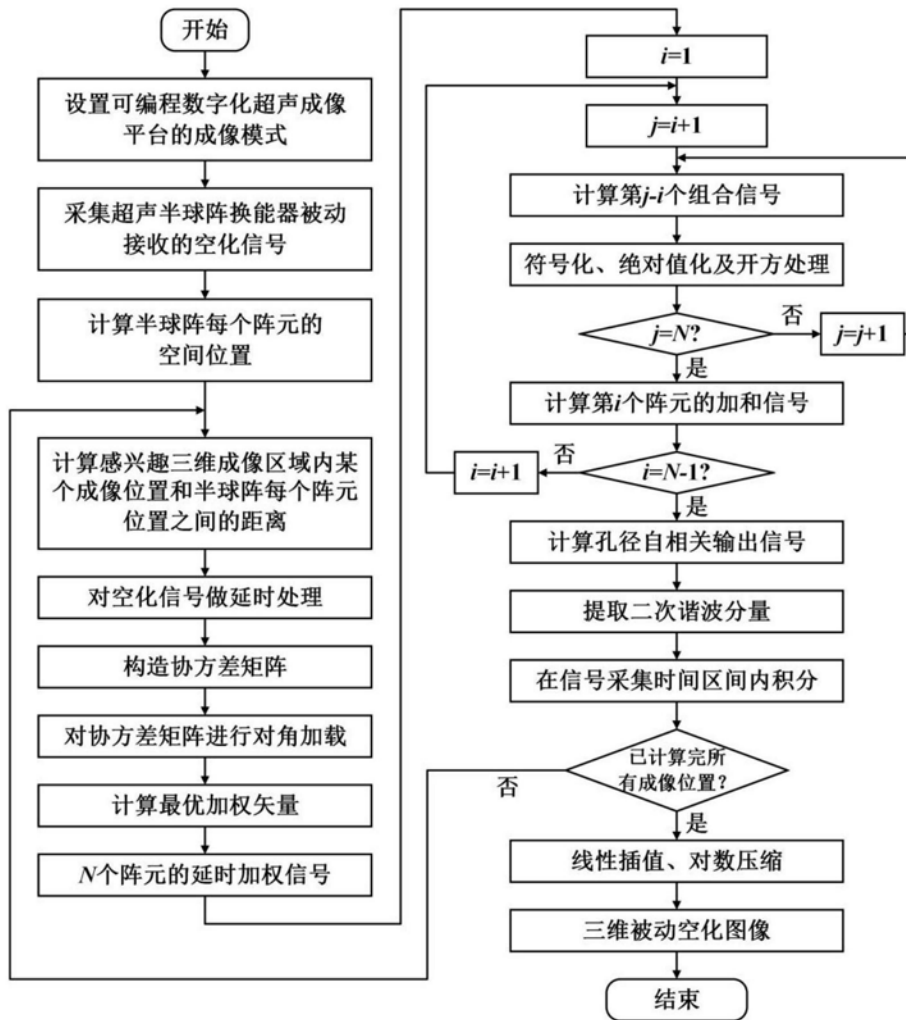 开始
设置可编程数字化超声成像
平台的成像模式
采集超声半球阵换能器被动
接收的空化信号
计算半球阵每个阵元的
空间位置
计算感兴趣三维成像区域内某
个成像位置和半球阵每个阵元
位置之间的距离
对空化信号做延时处理
构造协方差矩阵
对协方差矩阵进行对角加载
计算最优加权矢量
N个阵元的延时加权信号
i=1
j=i+1
计算第j-i个组合信号
符号化、绝对值化及开方处理
j=N?
否
j=j+1
是
计算第i个阵元的加和信号
i=N-1?
否
i=i+1
是
计算孔径自相关输出信号
提取二次谐波分量
在信号采集时间区间内积分
已计算完所
有成像位置？
否
是
线性插值、对数压缩
三维被动空化图像
结束